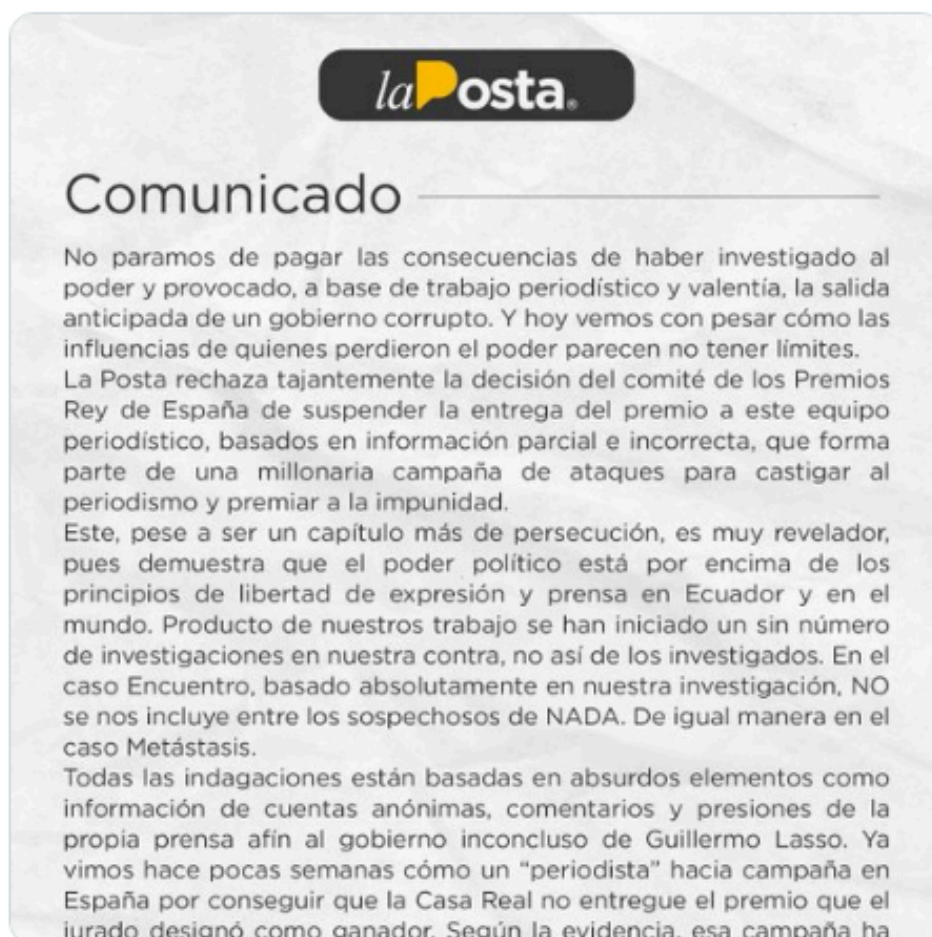 laPosta®
Comunicado
No paramos de pagar las consecuencias de haber investigado al
poder y provocado, a base de trabajo periodístico y valentía, la salida
anticipada de un gobierno corrupto. Y hoy vemos con pesar cómo las
influencias de quienes perdieron el poder parecen no tener límites.
La Posta rechaza tajantemente la decisión del comité de los Premios
Rey de España de suspender la entrega del premio a este equipo
periodístico, basados en información parcial e incorrecta, que forma
parte de una millonaria campaña de ataques para castigar al
periodismo y premiar a la impunidad.
Este, pese a ser un capítulo más de persecución, es muy revelador,
pues demuestra que el poder político está por encima de los
principios de libertad de expresión y prensa en Ecuador y en el
mundo. Producto de nuestros trabajo se han iniciado un sin número
de investigaciones en nuestra contra, no así de los investigados. En el
caso Encuentro, basado absolutamente en nuestra investigación, NO
se nos incluye entre los sospechosos de NADA. De igual manera en el
caso Metástasis.
Todas las indagaciones están basadas en absurdos elementos como
información de cuentas anónimas, comentarios y presiones de la
propia prensa afín al gobierno inconcluso de Guillermo Lasso. Ya
vimos hace pocas semanas cómo un “periodista” hacia campaña en
España por conseguir que la Casa Real no entregue el premio que el
jurado designó como ganador. Según la evidencia, esa campaña ha